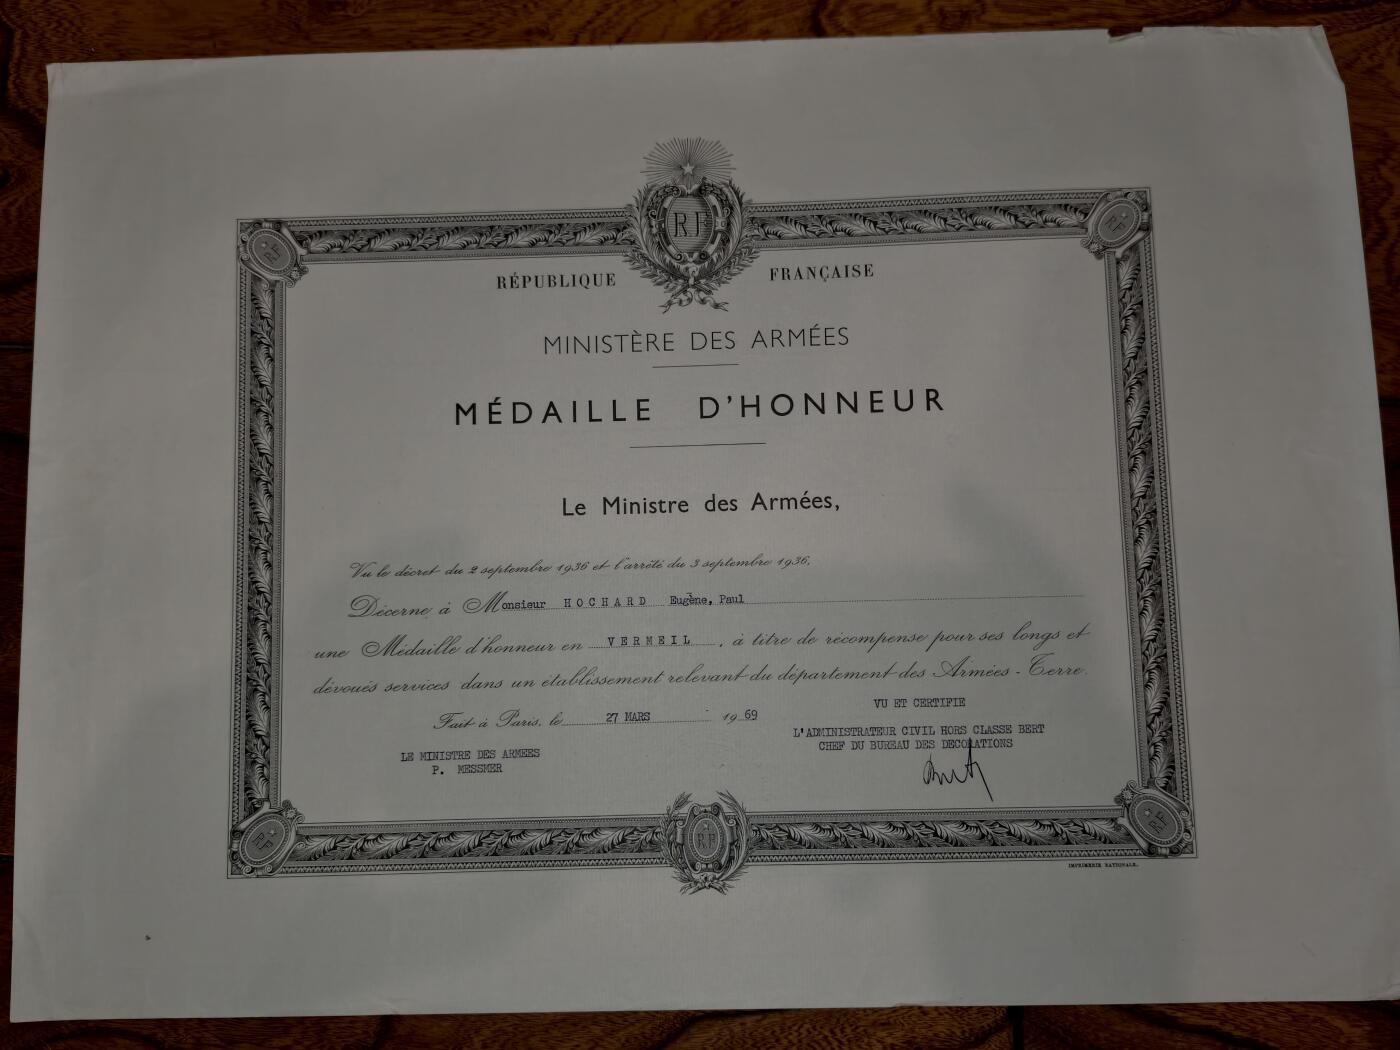 RF
RÉPUBLIQUE FRANÇAISE
MINISTÈRE DES ARMÉES
MÉDAILLE D'HONNEUR
Le Ministre des Armées,
Vu le décret du 2 septembre 1936 et l'arrêté du 3 septembre 1936,
Décerne à Monsieur HOCHARD Eugène, Paul
une Médaille d'honneur en VERMEIL, à titre de récompense pour ses longs et
dévoués services dans un établissement relevant du département des Armées - Terre.
Fait à Paris, le 27 MARS 1969
VU ET CERTIFIE
L'ADMINISTRATEUR CIVIL HORS CLASSE BERT
CHEF DU BUREAU DES DECORATIONS
LE MINISTRE DES ARMEES
P. MESSMER
RF
IMPRIMERIE NATIONALE.